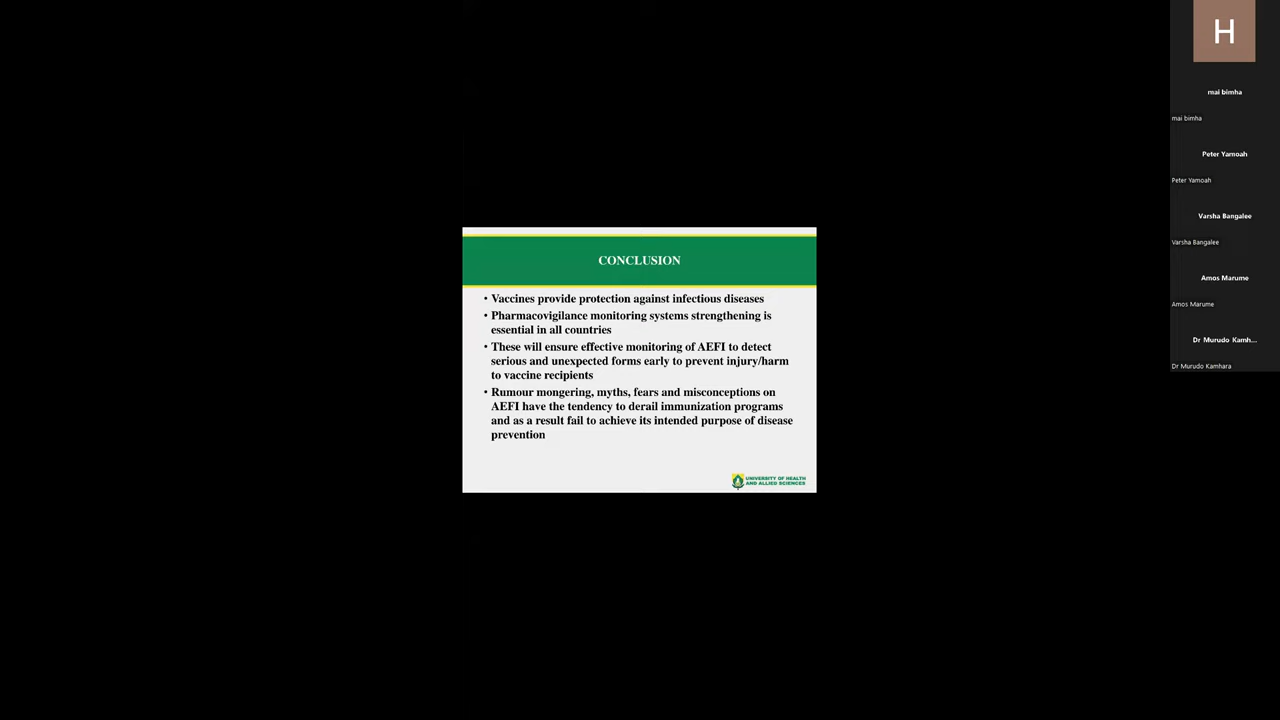 H
mai bimha
mai bimha
Peter Yamoah
Peter Yamoah
Varsha Bangalee
Varsha Bangalee
Amos Marume
Amos Marume
Dr Murudo Kamh...
Dr Murudo Kamhara
CONCLUSION
• Vaccines provide protection against infectious diseases
• Pharmacovigilance monitoring systems strengthening is
essential in all countries
• These will ensure effective monitoring of AEFI to detect
serious and unexpected forms early to prevent injury/harm
to vaccine recipients
• Rumour mongering, myths, fears and misconceptions on
AEFI have the tendency to derail immunization programs
and as a result fail to achieve its intended purpose of disease
prevention
UNIVERSITY OF HEALTH
AND ALLIED SCIENCES